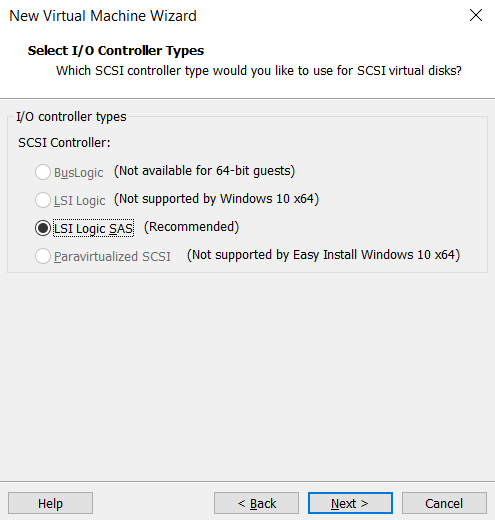 New Virtual Machine Wizard
Select I/O Controller Types
Which SCSI controller type would you like to use for SCSI virtual disks?
I/O controller types
SCSI Controller:
BusLogic (Not available for 64-bit guests)
LSI Logic (Not supported by Windows 10 x64)
LSI Logic SAS (Recommended)
Paravirtualized SCSI (Not supported by Easy Install Windows 10 x64)
Help < Back Next > Cancel